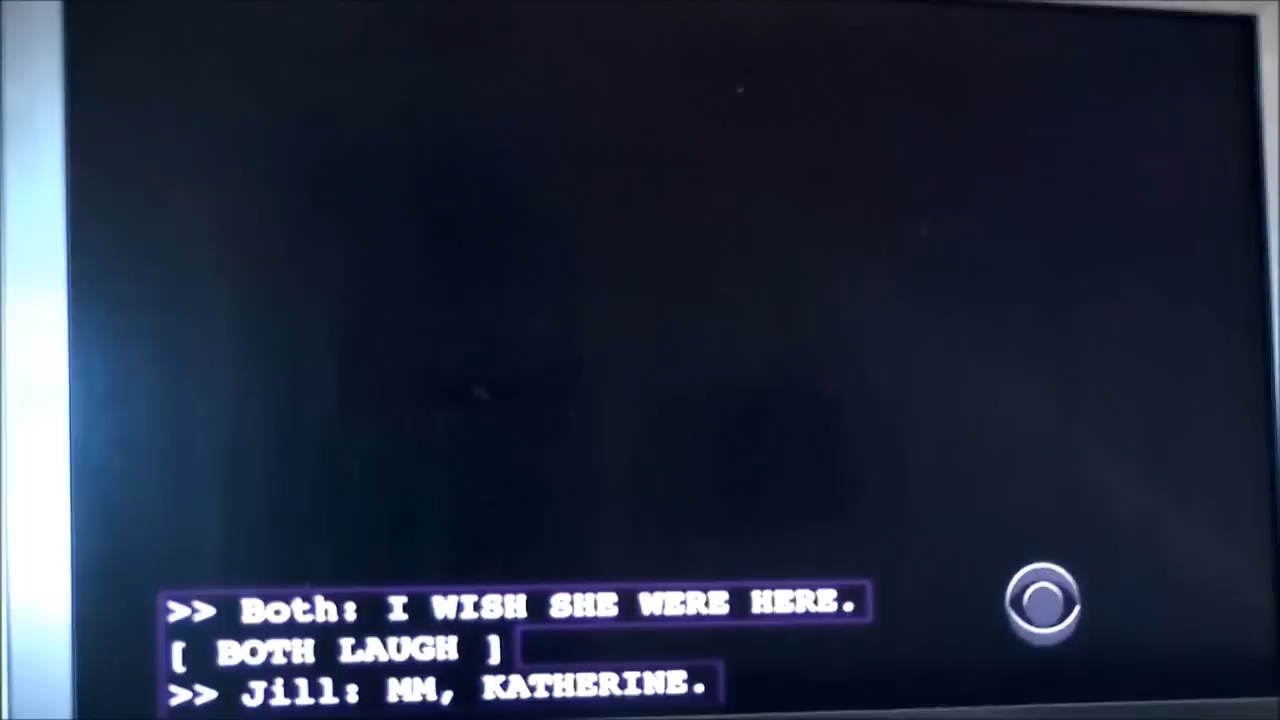 >> Both: I WISH SHE WERE HERE.
[ BOTH LAUGH ]
>> Jill: MM, KATHERINE.